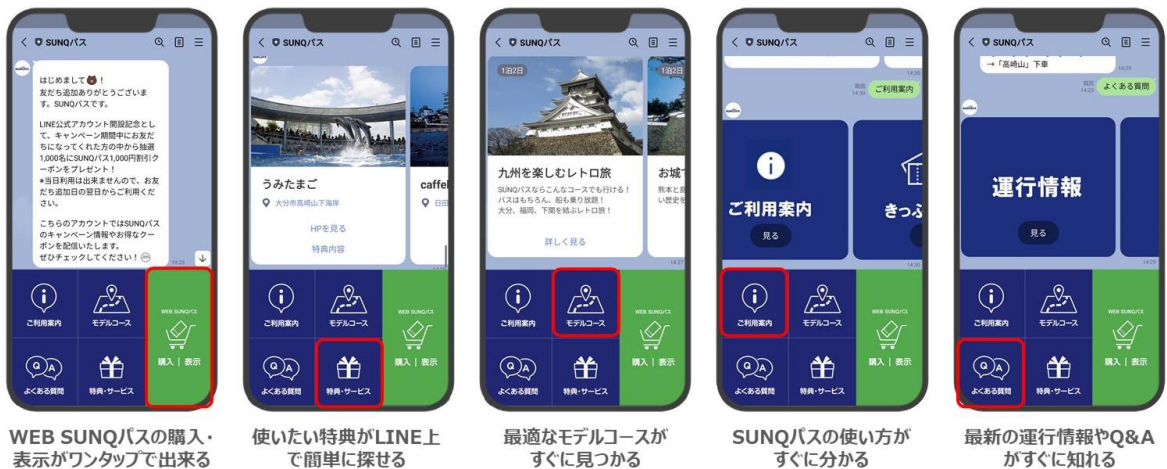 SUNQパス
はじめまして!
友だち追加ありがとうございま
す。SUNQパスです。
LINE公式アカウント開設記念とし
て、キャンペーン期間中にお友だ
ちになってくれた方の中から抽選
1,000名にSUNQパス1,000円割引ク
ーポンをプレゼント!
*当日利用は出来ませんので、お友
だち追加日の翌日からご利用くだ
さい。
こちらのアカウントではSUNQパス
のキャンペーン情報やお得なクー
ポンを配信いたします。
ぜひチェックしてください!
14:25
ご利用案内
モデルコース
WEB SUNQパス
購入 | 表示
よくある質問
特典・サービス
WEB SUNQパスの購入・
表示がワンタップで出来る
SUNQパス
うみたまご
大分市高崎山下海岸
HPを見る
特典内容
caffel
日田
ご利用案内
モデルコース
WEB SUNQパス
購入 | 表示
よくある質問
特典・サービス
使いたい特典がLINE上
で簡単に探せる
SUNQパス
1泊2日
1泊2日
九州を楽しむレトロ旅
SUNQパスならこんなコースでも行ける!
バスはもちろん、船も乗り放題!
大分、福岡、下関を結ぶレトロ旅!
詳しく見る
お城で
熊本と
い歴史を
14:27
ご利用案内
モデルコース
WEB SUNQパス
購入 | 表示
よくある質問
特典・サービス
最適なモデルコースが
すぐに見つかる
SUNQパス
14:30
既読
14:30
ご利用案内
ご利用案内
見る
きっぷ
14:30
ご利用案内
モデルコース
WEB SUNQパス
購入 | 表示
よくある質問
特典・サービス
SUNQパスの使い方が
すぐに分かる
SUNQパス
→「高崎山」下車
14:29
既読
14:29
よくある質問
運行情報
見る
14:29
ご利用案内
モデルコース
WEB SUNQパス
購入 | 表示
よくある質問
特典・サービス
最新の運行情報やQ&A
がすぐに知れる